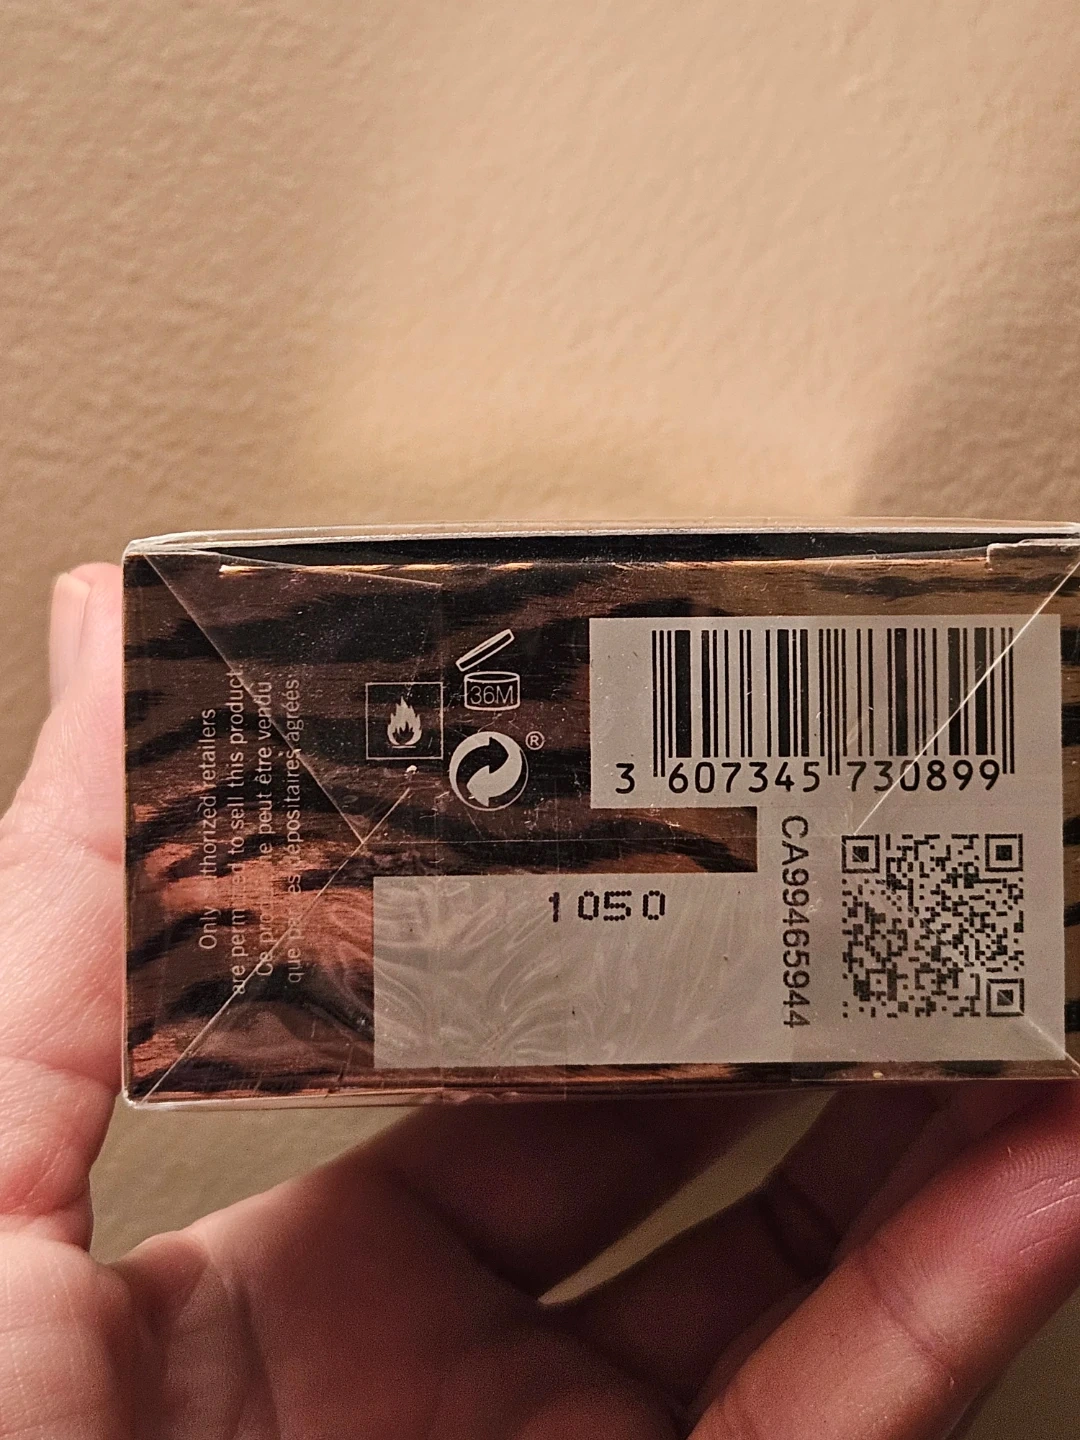 Only authorized retailers
are permitted to sell this product
Ce produit ne peut être vendu
que par les dépositaires agréés
36M
®
3 607345 730899
1050
CA99465944